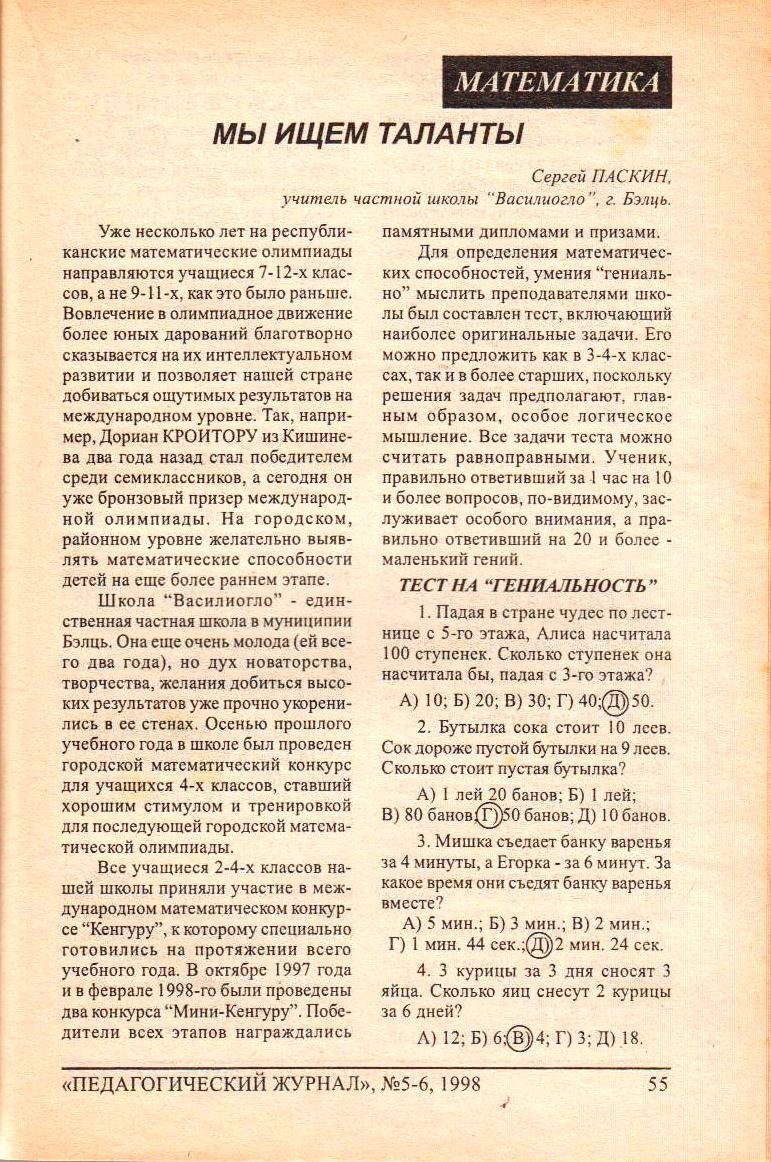 МАТЕМАТИКА
МЫ ИЩЕМ ТАЛАНТЫ
Сергей ПАСКИН,
учитель частной школы “Василиогло”, г. Бэлць.
Уже несколько лет на республи-
канские математические олимпиады
направляются учащиеся 7-12-х клас-
сов, а не 9-11-х, как это было раньше.
Вовлечение в олимпиадное движение
более юных дарований благотворно
сказывается на их интеллектуальном
развитии и позволяет нашей стране
добиваться ощутимых результатов на
международном уровне. Так, напри-
мер, Дориан КРОИТОРУ из Кишине-
ва два года назад стал победителем
среди семиклассников, а сегодня он
уже бронзовый призер международ-
ной олимпиады. На городском,
районном уровне желательно выяв-
лять математические способности
детей на еще более раннем этапе.
Школа “Василиогло” - един-
ственная частная школа в муниципии
Бэлць. Она еще очень молода (ей все-
го два года), но дух новаторства,
творчества, желания добиться высо-
ких результатов уже прочно укорени-
лись в ее стенах. Осенью прошлого
учебного года в школе был проведен
городской математический конкурс
для учащихся 4-х классов, ставший
хорошим стимулом и тренировкой
для последующей городской матема-
тической олимпиады.
Все учащиеся 2-4-х классов на-
шей школы приняли участие в меж-
дународном математическом конкур-
се “Кенгуру”, к которому специально
готовились на протяжении всего
учебного года. В октябре 1997 года
и в феврале 1998-го были проведены
два конкурса “Мини-Кенгуру”. Побе-
дители всех этапов награждались
памятными дипломами и призами.
Для определения математичес-
ких способностей, умения “гениаль-
но” мыслить преподавателями шко-
лы был составлен тест, включающий
наиболее оригинальные задачи. Его
можно предложить как в 3-4-х клас-
сах, так и в более старших, поскольку
решения задач предполагают, глав-
ным образом, особое логическое
мышление. Все задачи теста можно
считать равноправными. Ученик,
правильно ответивший за 1 час на 10
и более вопросов, по-видимому, зас-
луживает особого внимания, а пра-
вильно ответивший на 20 и более -
маленький гений.
ТЕСТ НА “ГЕНИАЛЬНОСТЬ”
1. Падая в стране чудес по лест-
нице с 5-го этажа, Алиса насчитала
100 ступенек. Сколько ступенек она
насчитала бы, падая с 3-го этажа?
А) 10; Б) 20; В) 30; Г) 40; Д) 50.
2. Бутылка сока стоит 10 леев.
Сок дороже пустой бутылки на 9 леев.
Сколько стоит пустая бутылка?
А) 1 лей 20 банов; Б) 1 лей;
В) 80 банов; Г) 50 банов; Д) 10 банов.
3. Мишка съедает банку варенья
за 4 минуты, а Егорка - за 6 минут. За
какое время они съедят банку варенья
вместе?
А) 5 мин.; Б) 3 мин.; В) 2 мин.;
Г) 1 мин. 44 сек.; Д) 2 мин. 24 сек.
4. 3 курицы за 3 дня сносят 3
яйца. Сколько яиц снесут 2 курицы
за 6 дней?
А) 12; Б) 6; В) 4; Г) 3; Д) 18.
«ПЕДАГОГИЧЕСКИЙ ЖУРНАЛ», №5-6, 1998 55